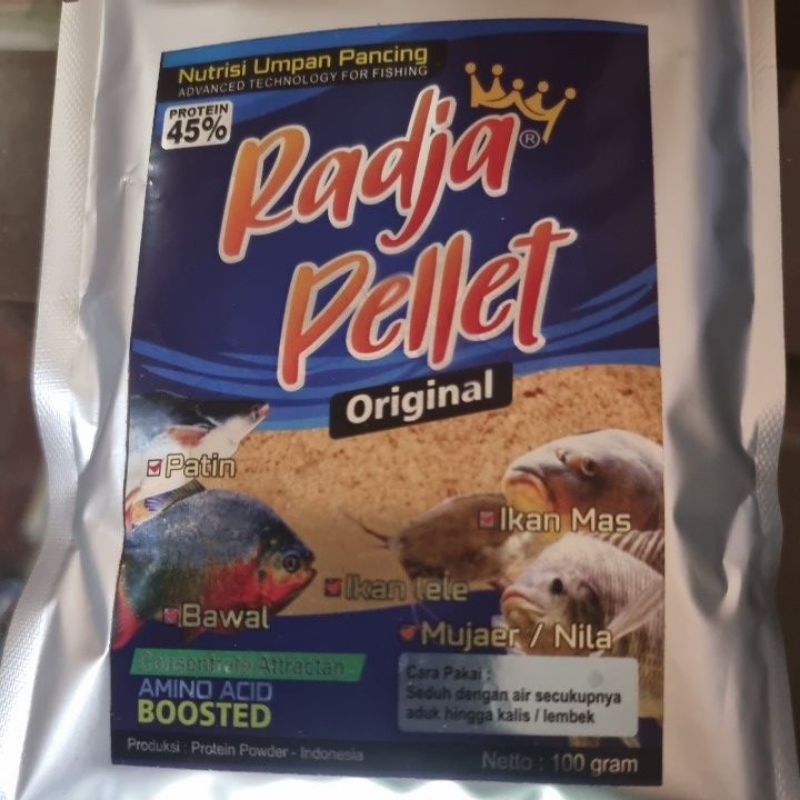 Nutrisi Umpan Pancing
ADVANCED TECHNOLOGY FOR FISHING
PROTEIN
45%
Radja
®
Pellet
Original
Patin
Ikan Mas
Ikan lele
Bawal
Mujaer / Nila
Consentrate Attractan
AMINO ACID
BOOSTED
Cara Pakai :
Seduh dengan air secukupnya
aduk hingga kalis / lembek
Produksi : Protein Powder - Indonesia
Netto : 100 gram